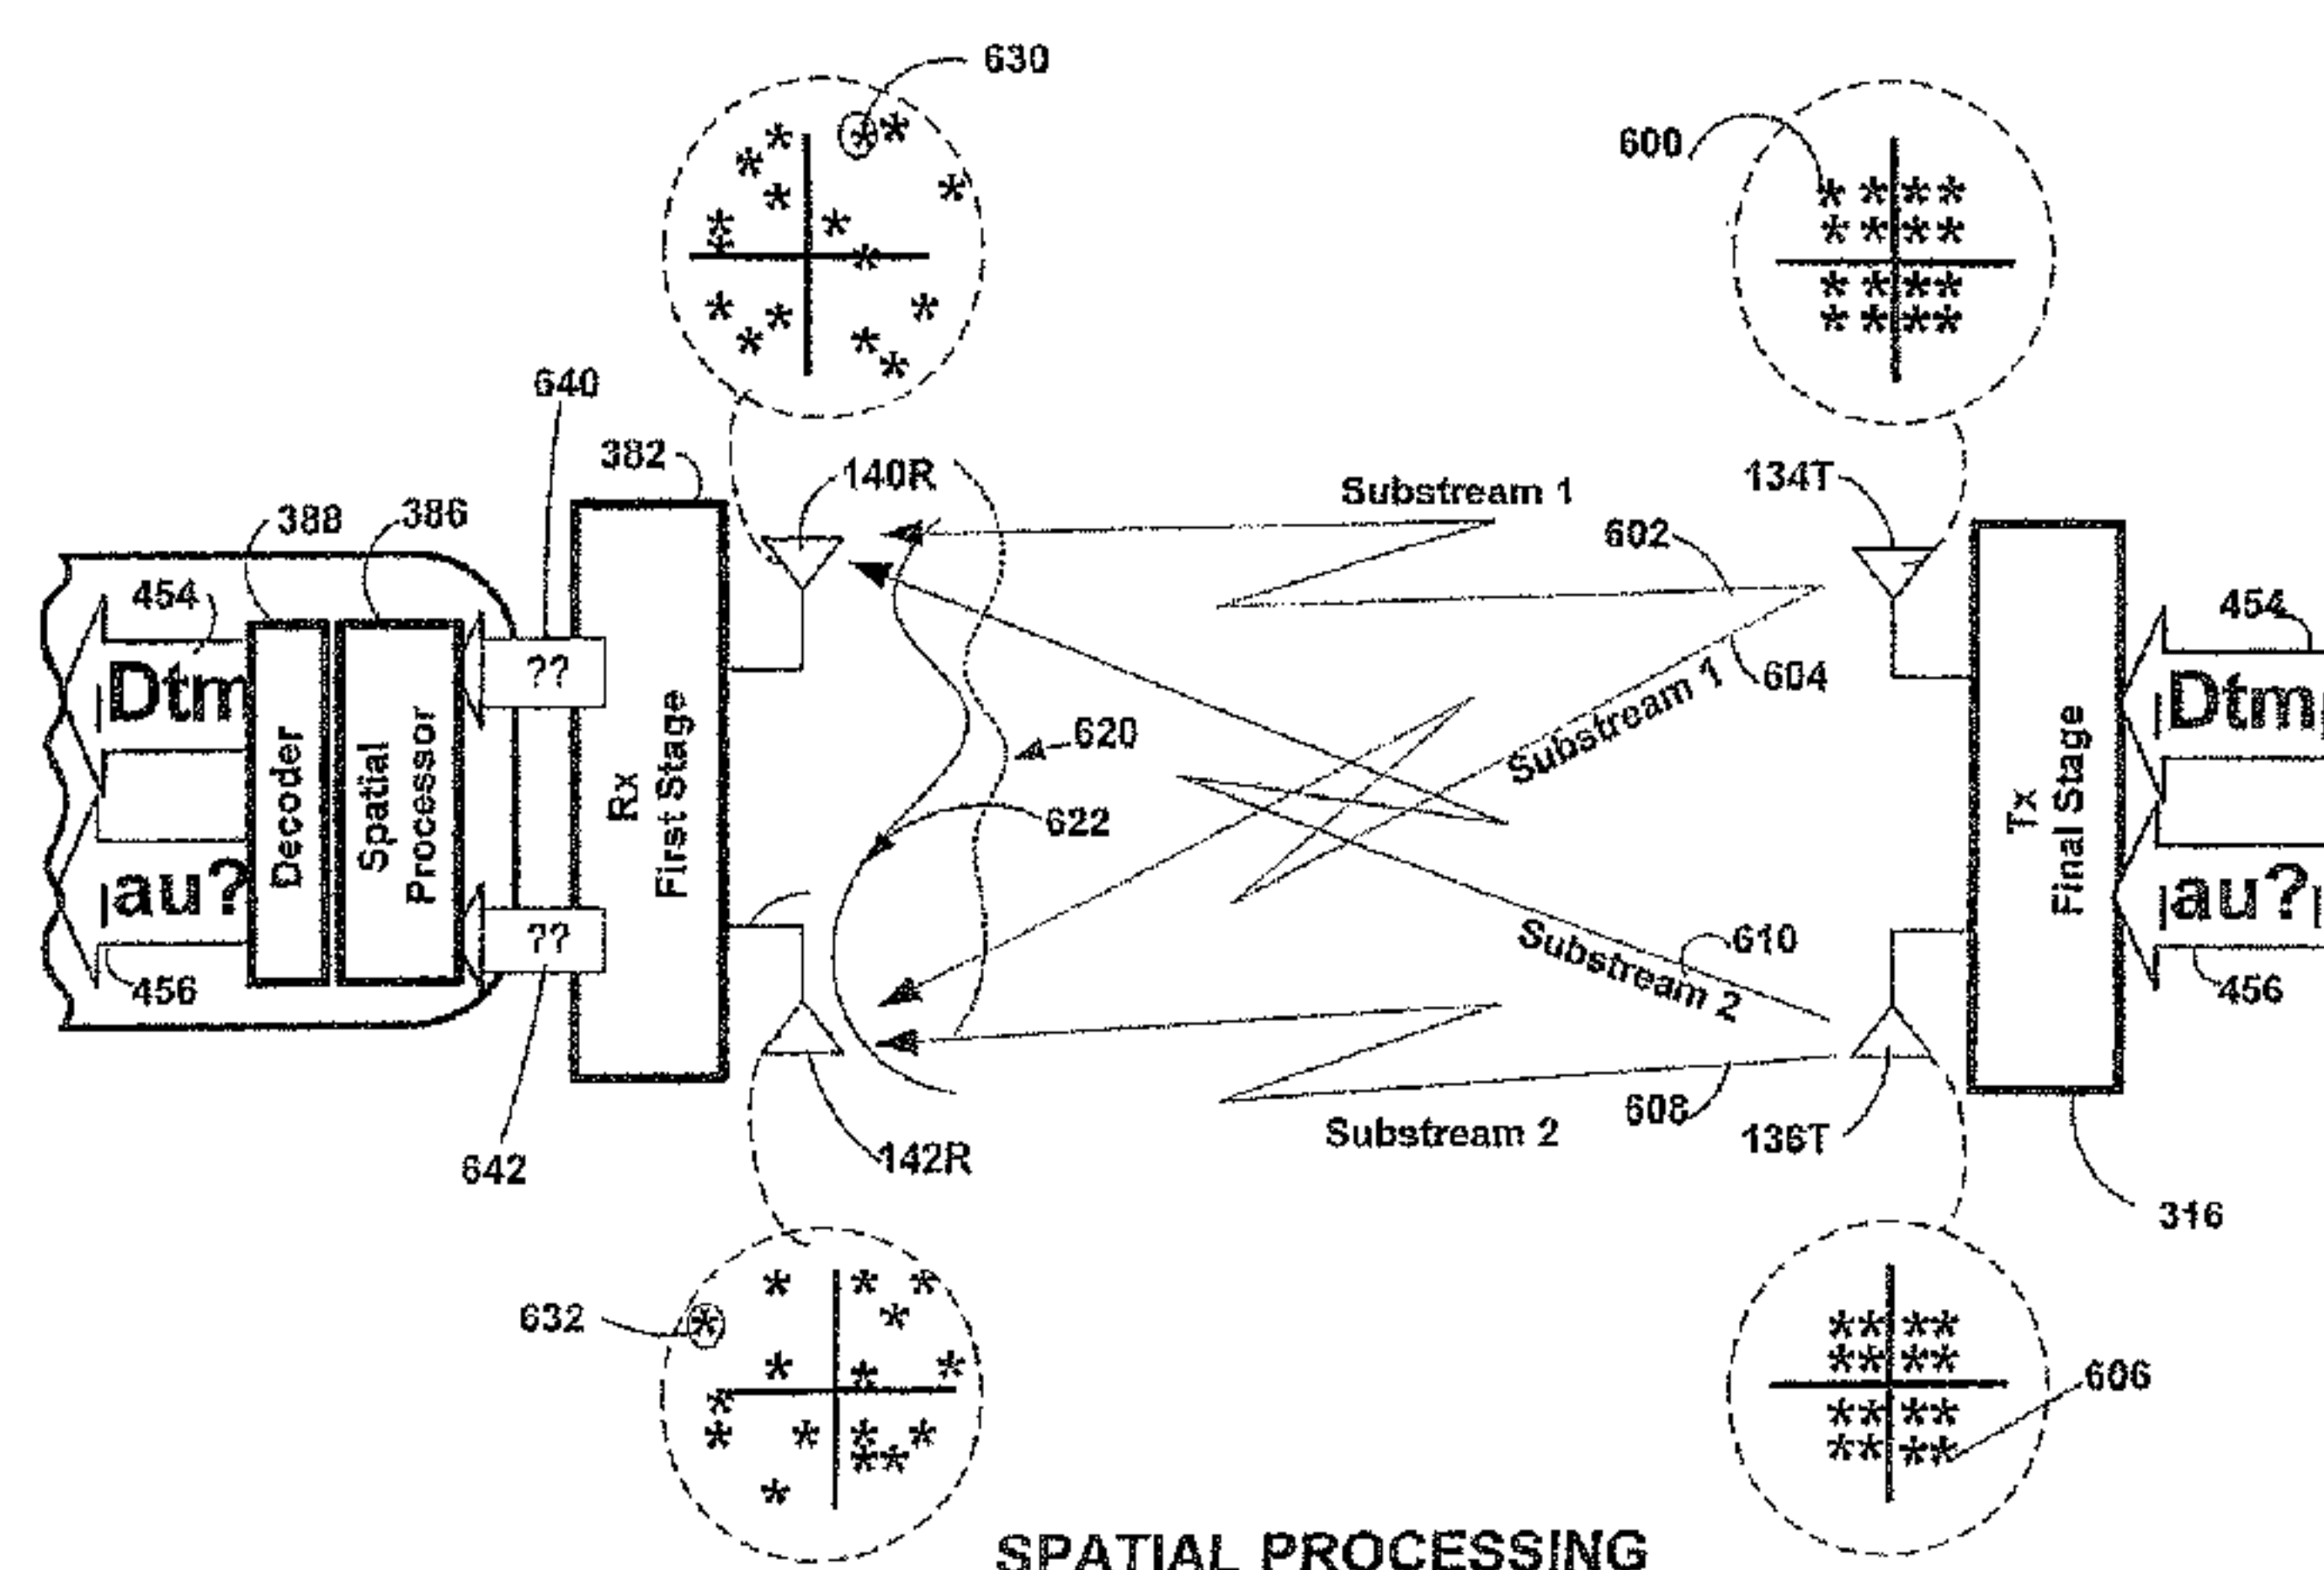 630
600
640
382
140R
Substream 1
134T
388
386
602
454
454
??
Dtm
Substream 1
604
Dtm
620
Decoder
Spatial
Processor
Rx
First Stage
Tx
Final Stage
622
au?
??
610
au?
Substream 2
456
456
608
Substream 2
136T
642
142R
316
632
606
SPATIAL PROCESSING